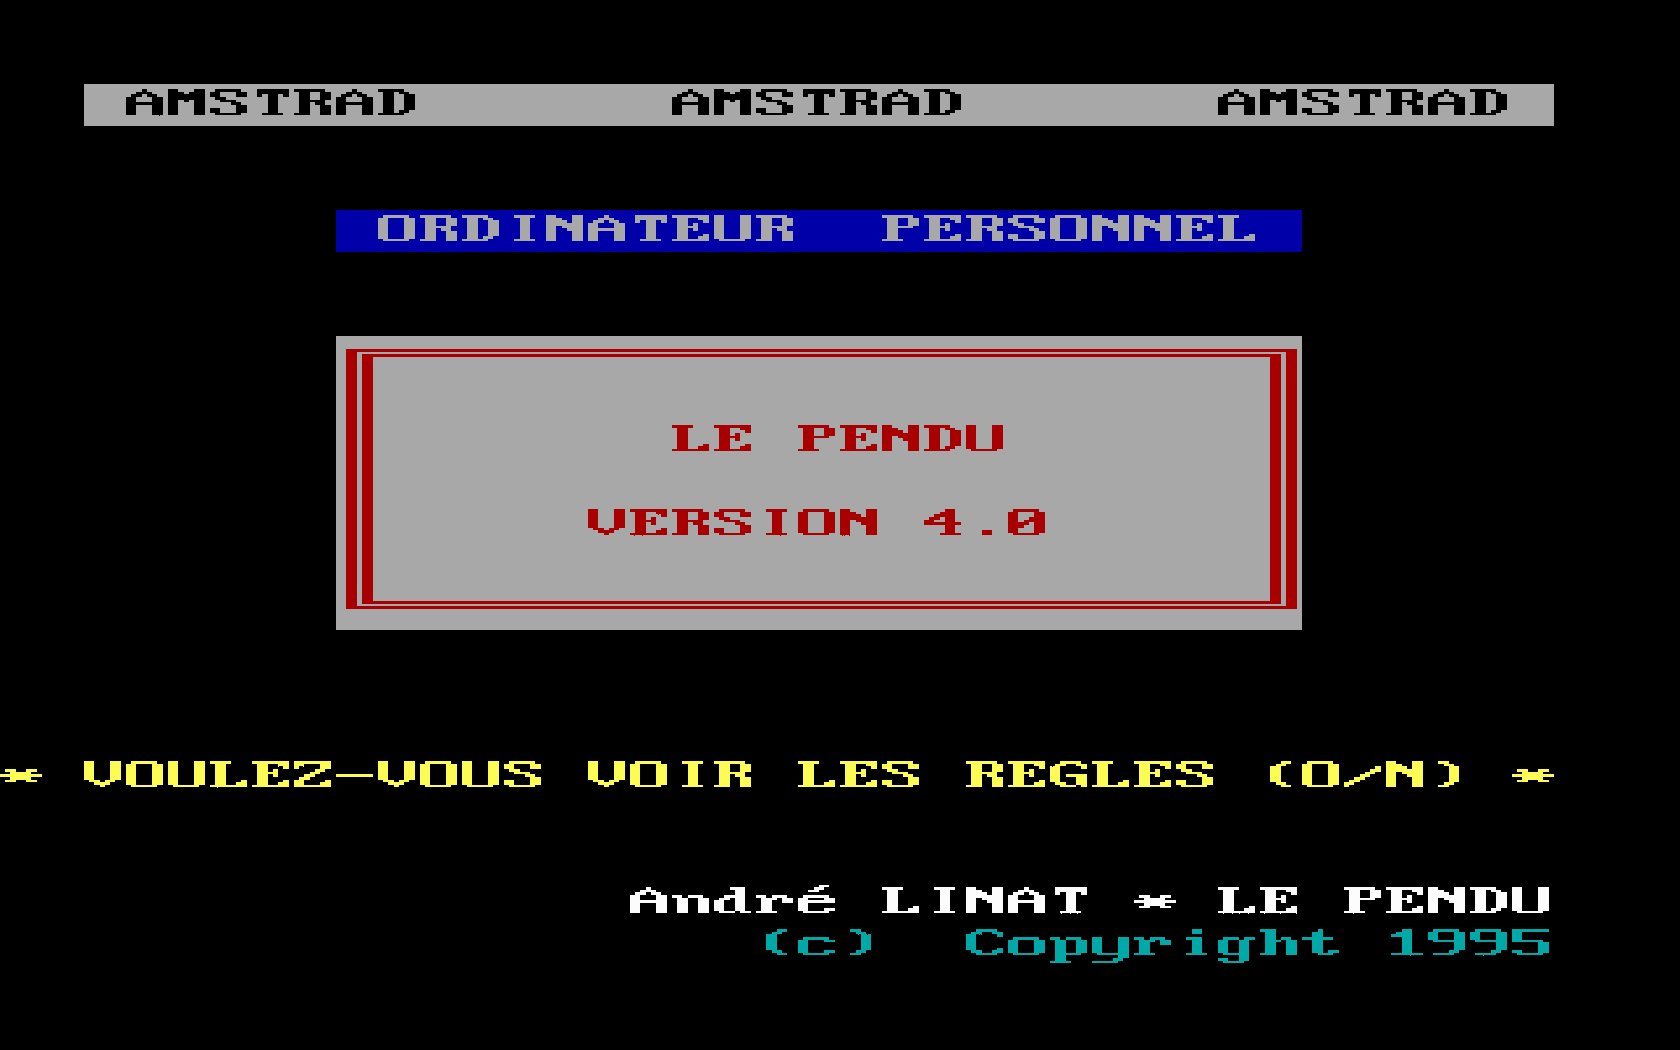 AMSTRAD AMSTRAD AMSTRAD
ORDINATEUR PERSONNEL
LE PENDU
VERSION 4.0
* VOULEZ-VOUS VOIR LES REGLES (O/N) *
André LINAT * LE PENDU
(c) Copyright 1995